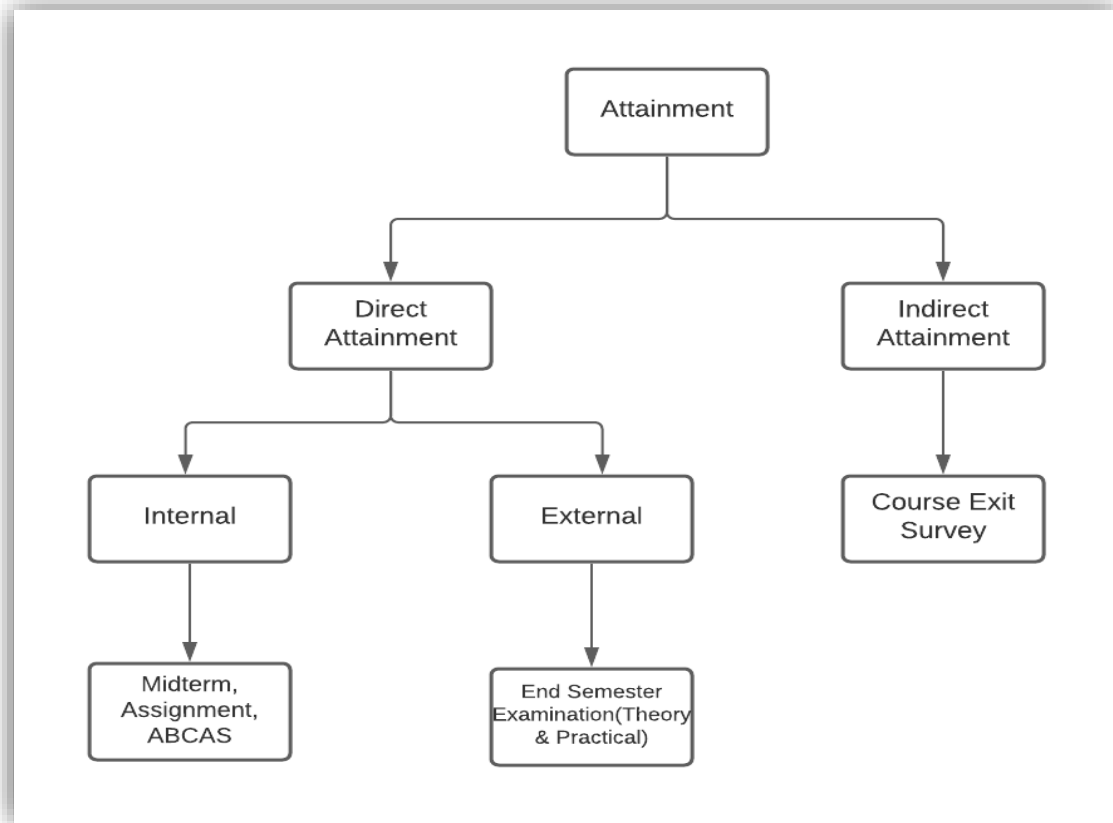 Attainment
Direct
Attainment
Indirect
Attainment
Internal
External
Course Exit
Survey
Midterm,
Assignment,
ABCAS
End Semester
Examination(Theory
& Practical)